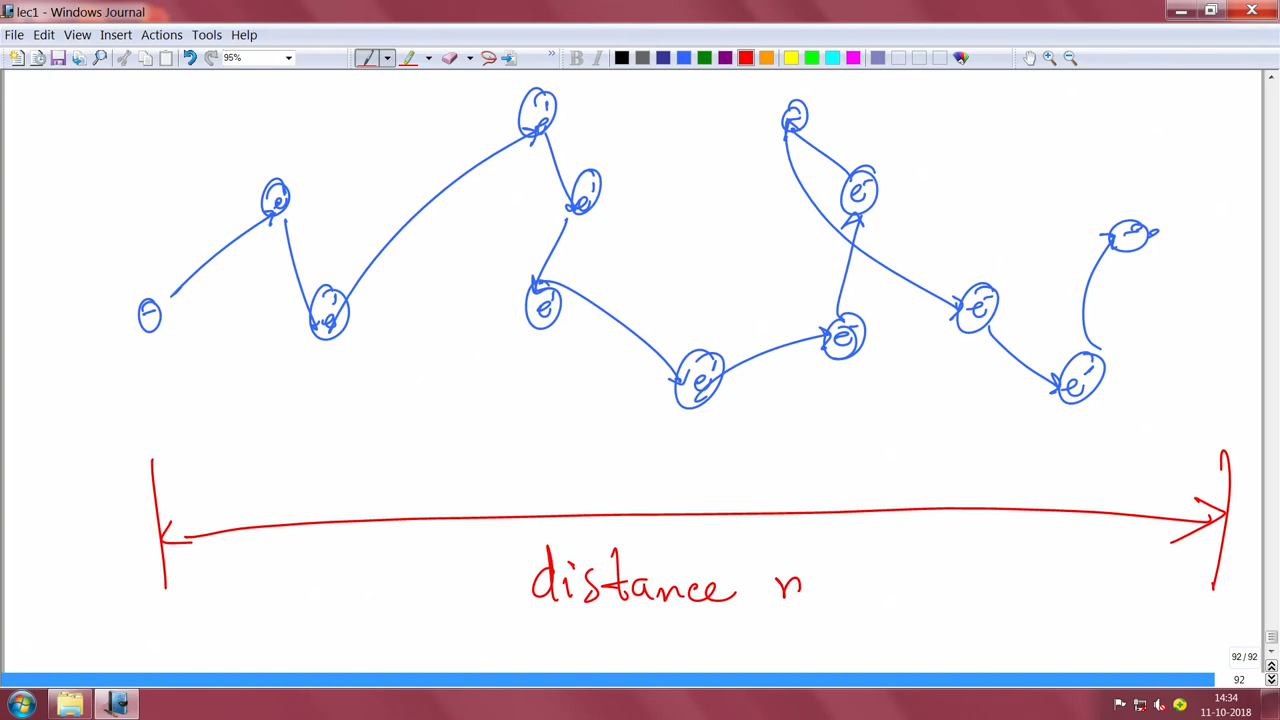 lec1 - Windows Journal
File Edit View Insert Actions Tools Help
95%
B I
e e e e e e⁻ e⁻ e⁻ e⁻ e⁻
distance
92 / 92
92
14:34
11-10-2018